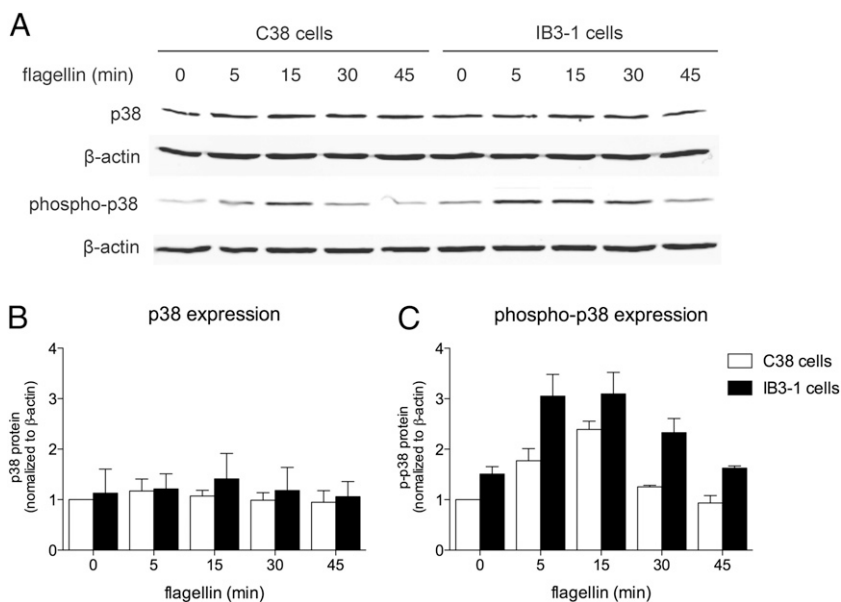 A
C38 cells IB3-1 cells
flagellin (min) 0 5 15 30 45 0 5 15 30 45
p38
β-actin
phospho-p38
β-actin
B
p38 expression
p38 protein
(nomalized to β-actin)
4
3
2
1
0
0 5 15 30 45
flagellin (min)
C
phospho-p38 expression
p-p38 protein
(nomalized to β-actin)
4
3
2
1
0
0 5 15 30 45
flagellin (min)
C38 cells
IB3-1 cells